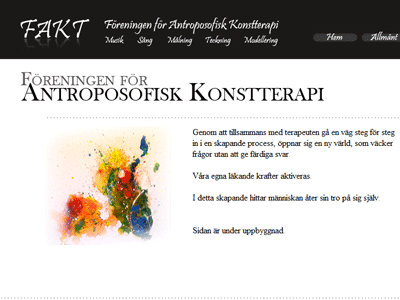 FAKT
Föreningen för Antroposofisk Konstterapi
Musik Sång Målning Teckning Modellering
Hem Allmänt
FÖRENINGEN FÖR
ANTROPOSOFISK KONSTTERAPI
Genom att tillsammans med terapeuten gå en väg steg för steg
in i en skapande process, öppnar sig en ny värld, som väcker
frågor utan att ge färdiga svar.
Våra egna läkande krafter aktiveras.
I detta skapande hittar människan åter sin tro på sig själv.
Sidan är under uppbyggnad.